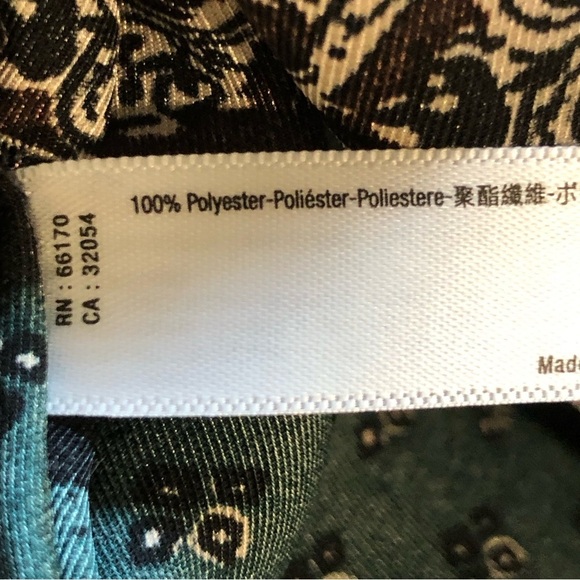 100% Polyester-Poliéster-Poliestere-聚酯纖維-ポ
RN : 66170
CA : 32054
Made